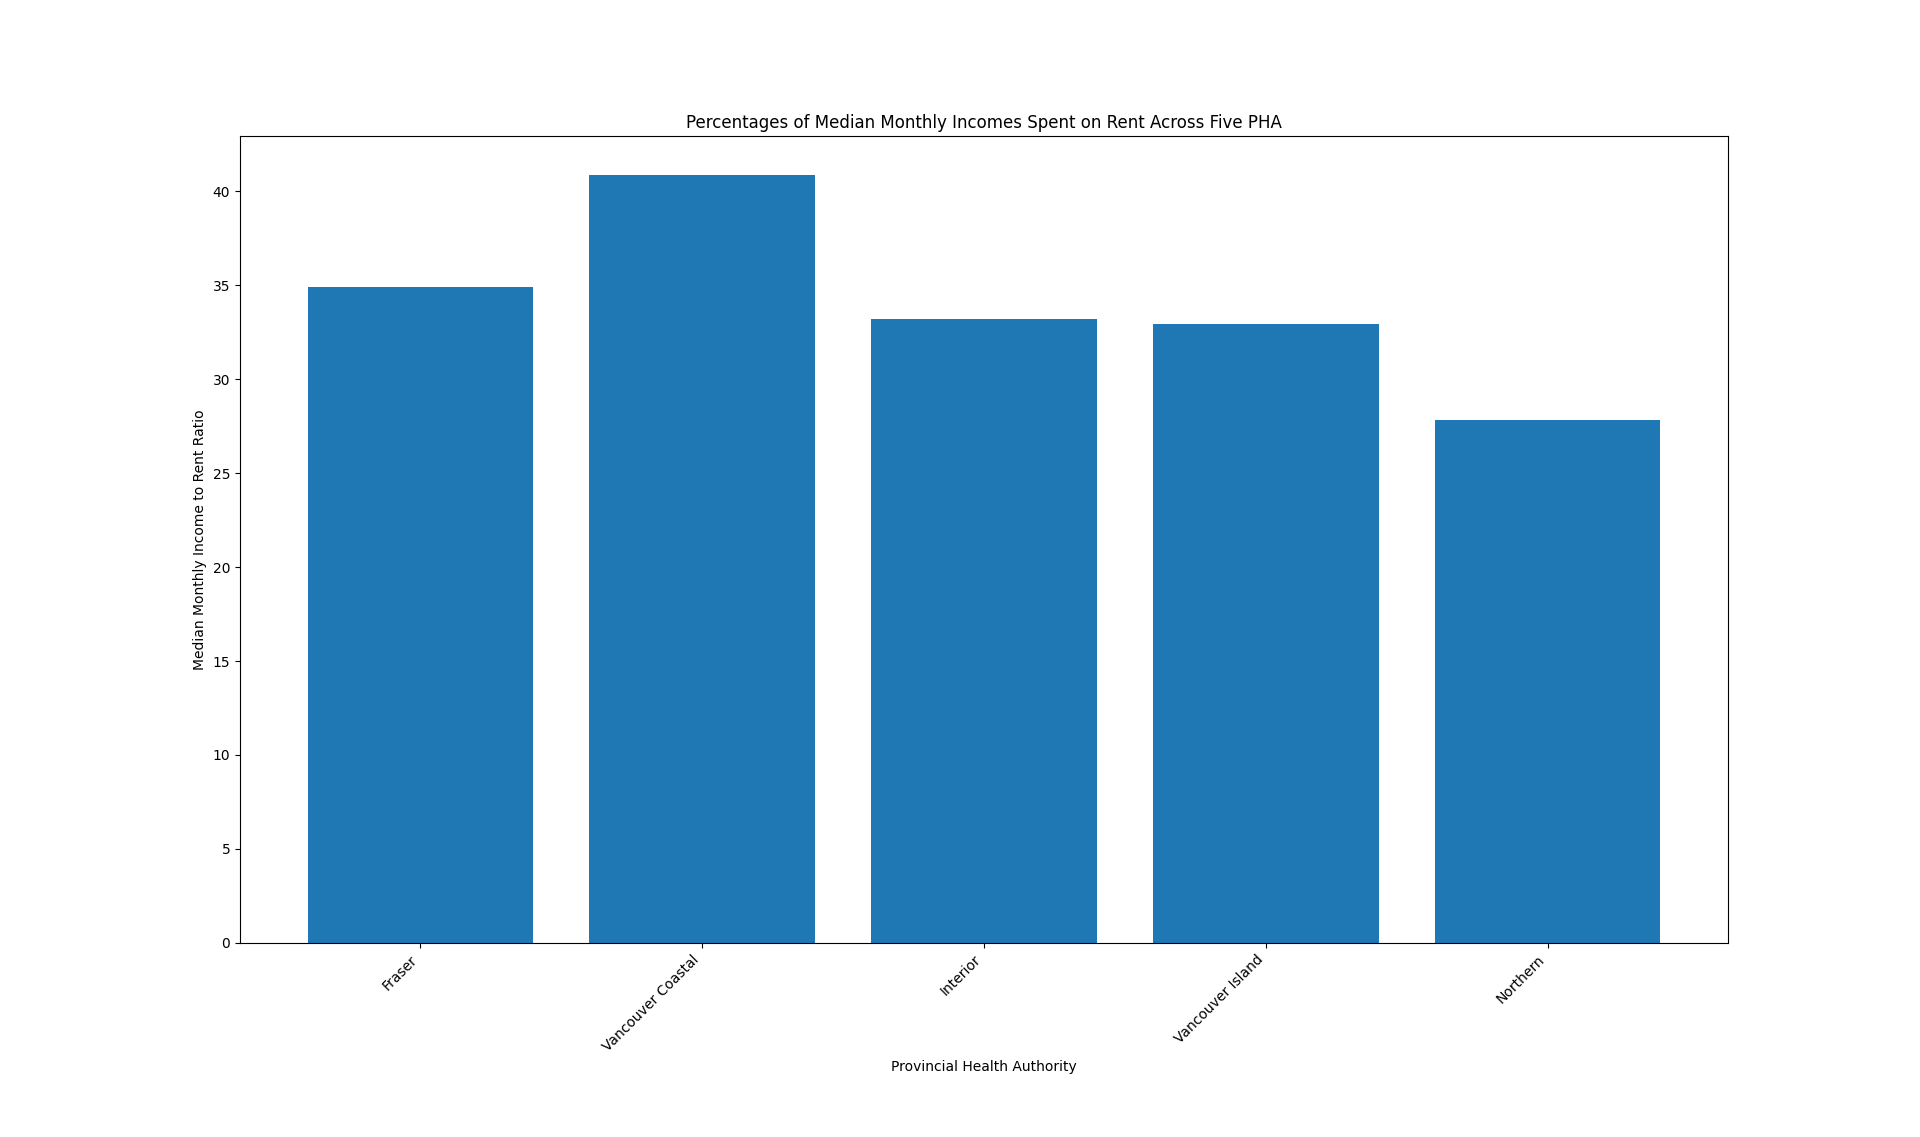 Percentages of Median Monthly Incomes Spent on Rent Across Five PHA
Median Monthly Income to Rent Ratio
40
35
30
25
20
15
10
5
0
Fraser
Vancouver Coastal
Interior
Vancouver Island
Northern
Provincial Health Authority